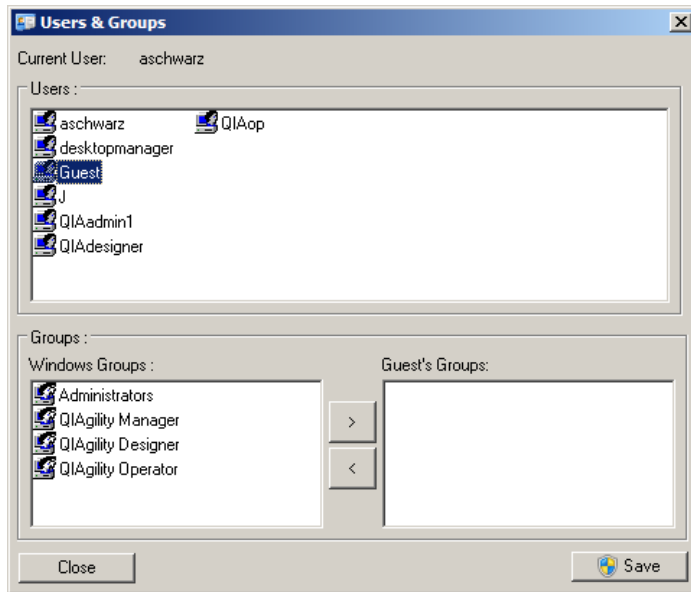 Users & Groups
Current User: aschwarz
Users :
aschwarz QIAop
desktopmanager
Guest
J
QIAadmin1
QIAdesigner
Groups :
Windows Groups : Guest's Groups:
Administrators
QIAgility Manager
QIAgility Designer
QIAgility Operator
>
<
Close Save